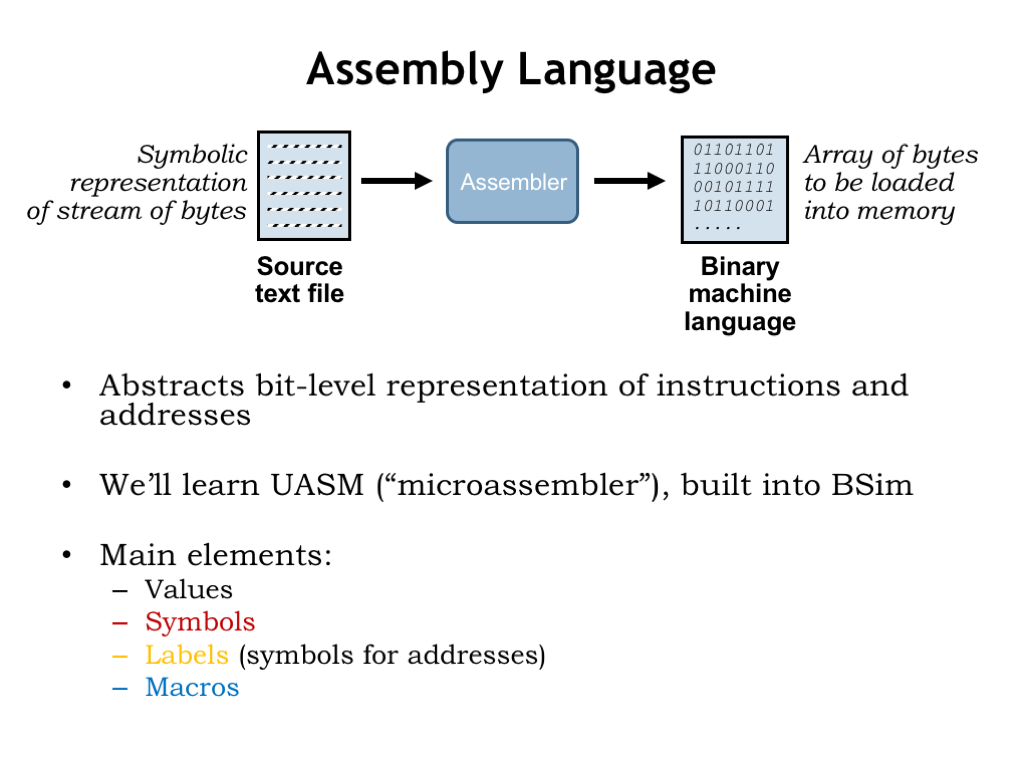 Assembly Language
Symbolic
representation
of stream of bytes
Assembler
01101101
11000110
00101111
10110001
.....
Array of bytes
to be loaded
into memory
Source
text file
Binary
machine
language
• Abstracts bit-level representation of instructions and
addresses
• We’ll learn UASM (“microassembler”), built into BSim
• Main elements:
– Values
– Symbols
– Labels (symbols for addresses)
– Macros